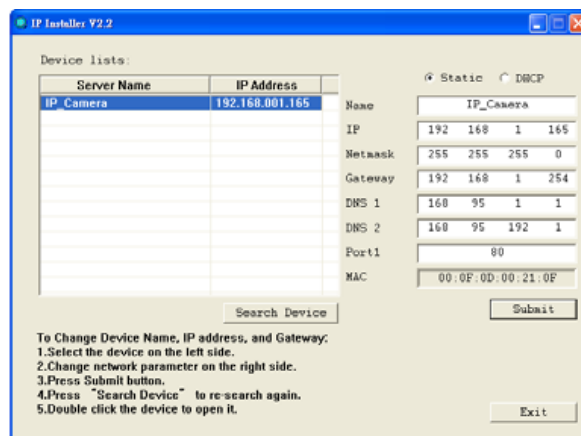 IP Installer V2.2
Device lists:
Server Name IP Address
IP_Camera 192.168.001.165
Static DHCP
Name IP_Camera
IP 192 168 1 165
Netmask 255 255 255 0
Gateway 192 168 1 254
DNS 1 168 95 1 1
DNS 2 168 95 192 1
Port1 80
MAC 00:0F:0D:00:21:0F
Search Device
Submit
To Change Device Name, IP address, and Gateway:
1.Select the device on the left side.
2.Change network parameter on the right side.
3.Press Submit button.
4.Press "Search Device" to re-search again.
5.Double click the device to open it.
Exit